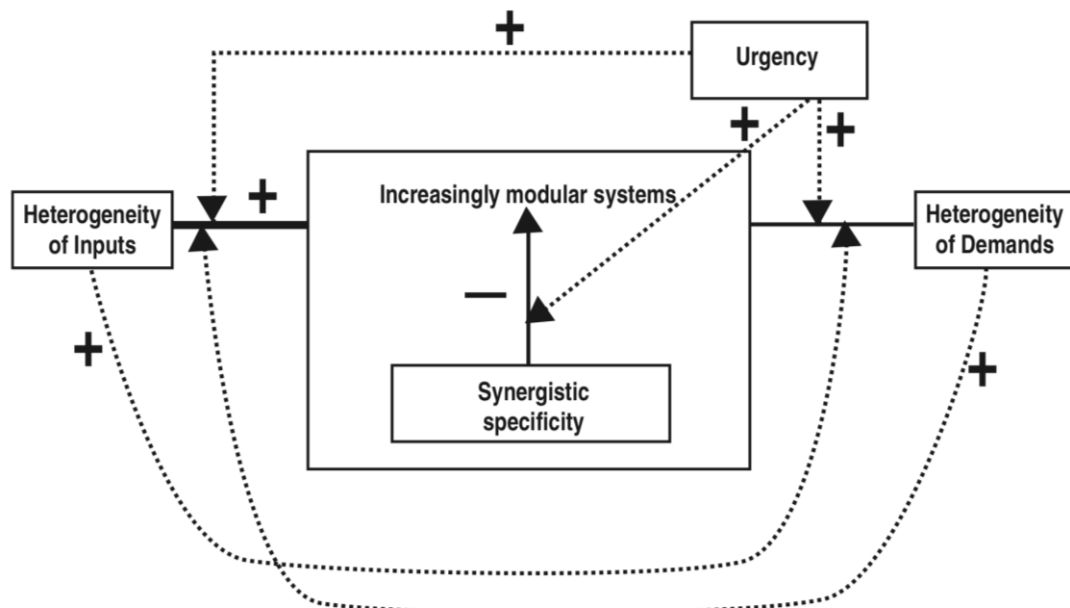 +
Urgency
+
+
+
Increasingly modular systems
Heterogeneity
of Inputs
Heterogeneity
of Demands
—
+
+
Synergistic
specificity